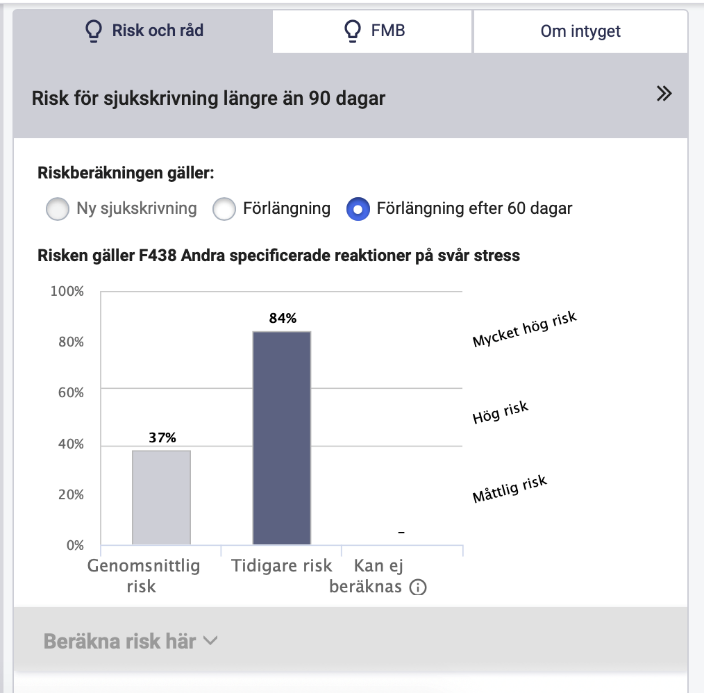 Risk och råd
FMB
Om intyget
Risk för sjukskrivning längre än 90 dagar
Riskberäkningen gäller:
Ny sjukskrivning
Förlängning
Förlängning efter 60 dagar
Risken gäller F438 Andra specificerade reaktioner på svår stress
100%
80%
60%
40%
20%
0%
37%
84%
–
Mycket hög risk
Hög risk
Måttlig risk
Genomsnittlig
risk
Tidigare risk
Kan ej
beräknas
Beräkna risk här